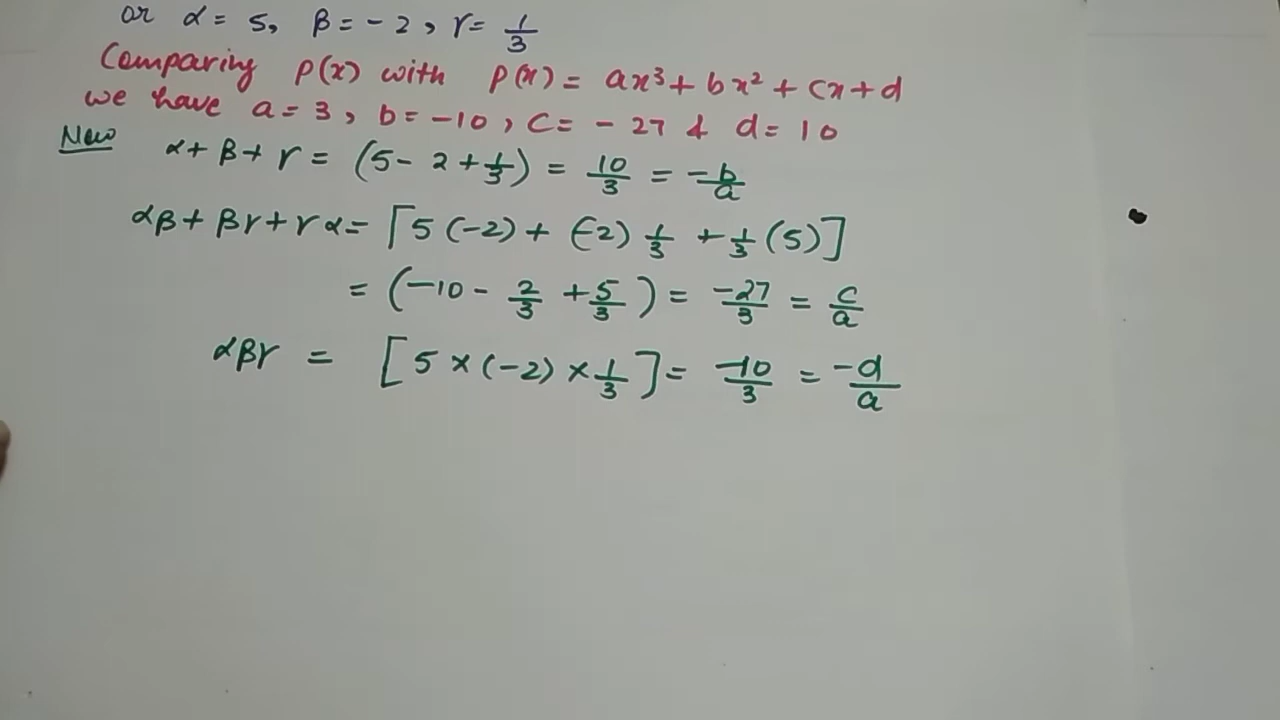 or α = 5, β = - 2, γ = 1/3
Comparing P(x) with P(x) = ax³ + bx² + cx + d
we have a = 3, b = -10, c = - 27 & d = 10
Now α + β + γ = (5 - 2 + 1/3) = 10/3 = -b/a
αβ + βγ + γα = [5(-2) + (-2) 1/3 + 1/3 (5)]
= (-10 - 2/3 + 5/3) = -27/3 = c/a
αβγ = [5 × (-2) × 1/3] = -10/3 = -d/a